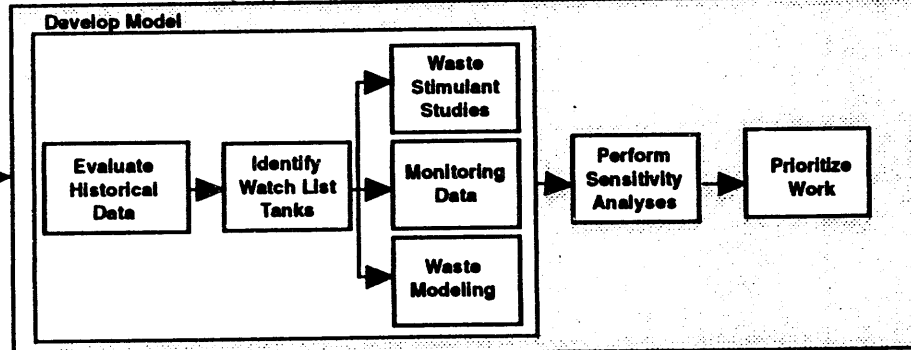 Develop Model
Evaluate
Historical
Data
Identify
Watch List
Tanks
Waste
Stimulant
Studies
Monitoring
Data
Waste
Modeling
Perform
Sensitivity
Analyses
Prioritize
Work